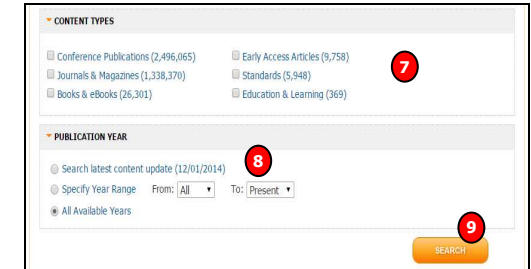 CONTENT TYPES
Conference Publications (2,496,065) Early Access Articles (9,758)
7
Journals & Magazines (1,338,370) Standards (5,948)
Books & eBooks (26,301) Education & Learning (369)
PUBLICATION YEAR
Search latest content update (12/01/2014)
8
Specify Year Range From: All To: Present
All Available Years
9
SEARCH